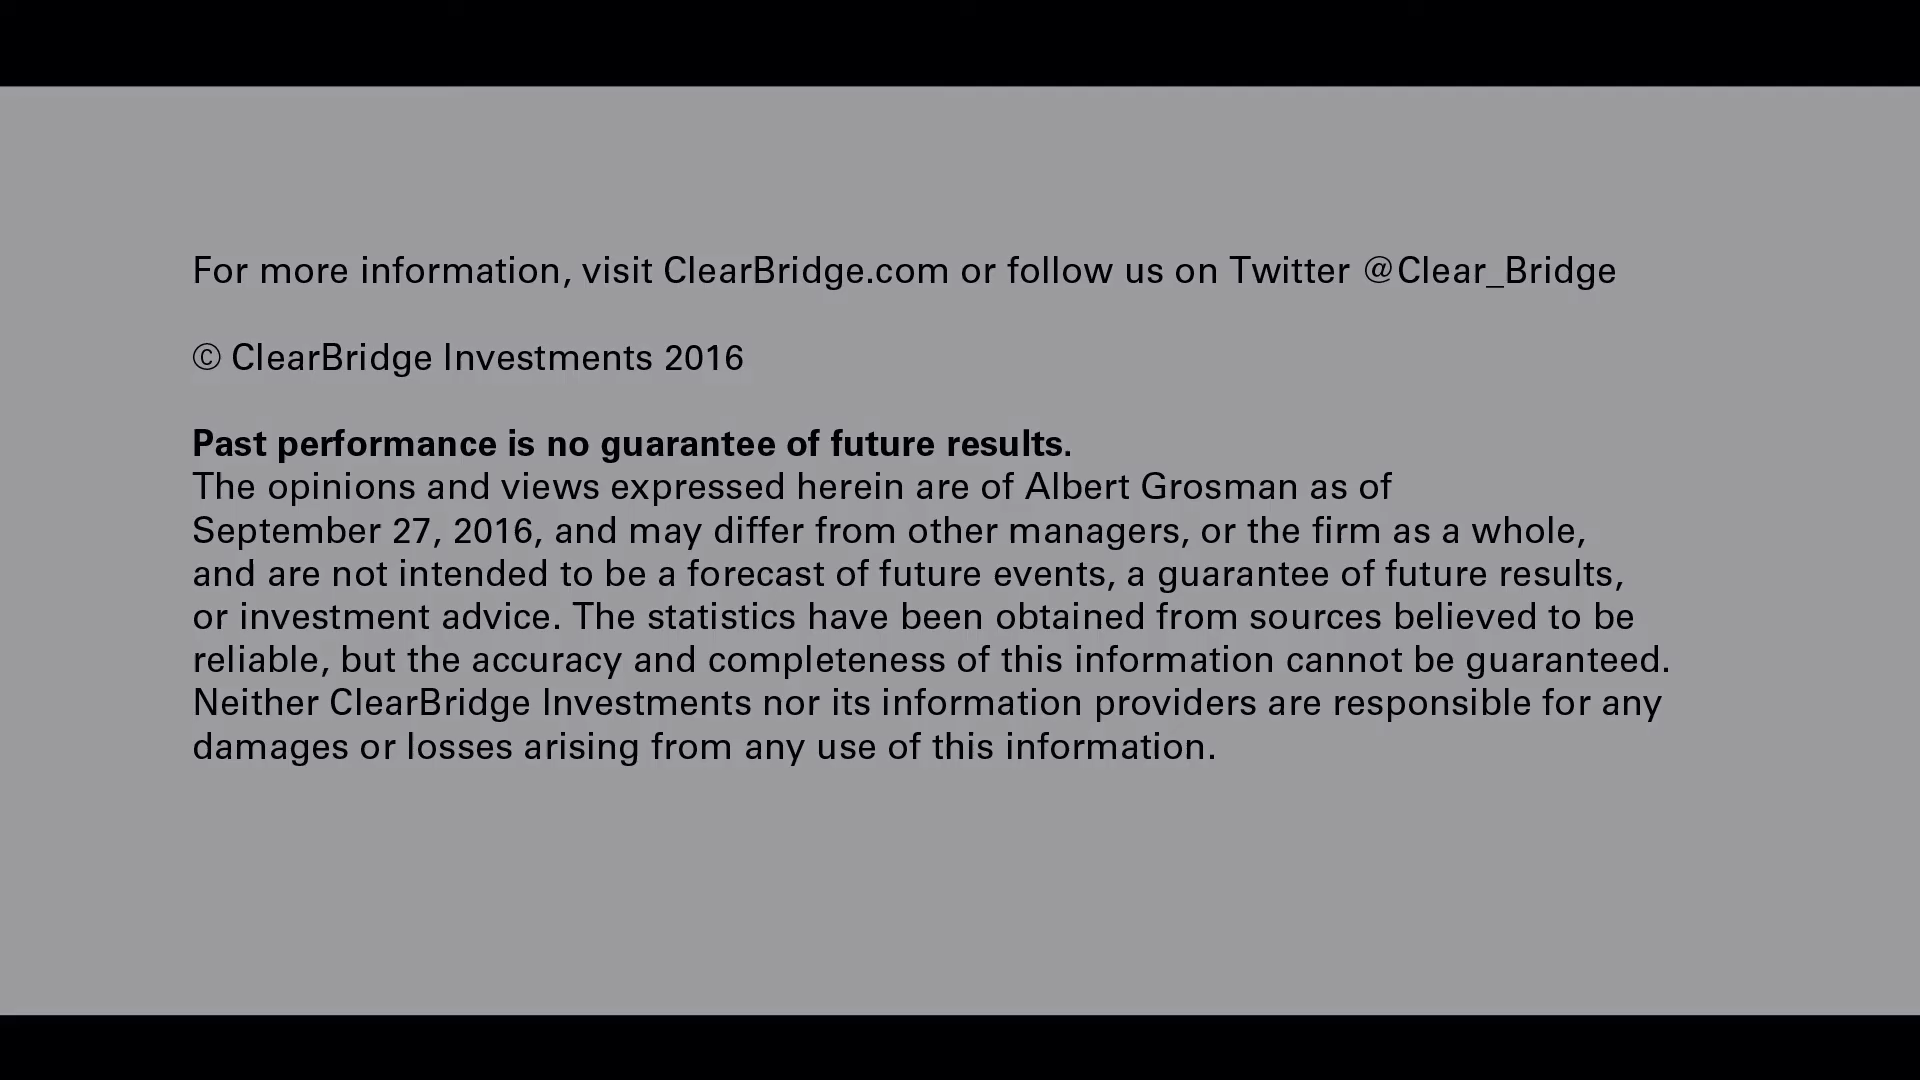 For more information, visit ClearBridge.com or follow us on Twitter @Clear_Bridge
© ClearBridge Investments 2016
Past performance is no guarantee of future results.
The opinions and views expressed herein are of Albert Grosman as of
September 27, 2016, and may differ from other managers, or the firm as a whole,
and are not intended to be a forecast of future events, a guarantee of future results,
or investment advice. The statistics have been obtained from sources believed to be
reliable, but the accuracy and completeness of this information cannot be guaranteed.
Neither ClearBridge Investments nor its information providers are responsible for any
damages or losses arising from any use of this information.